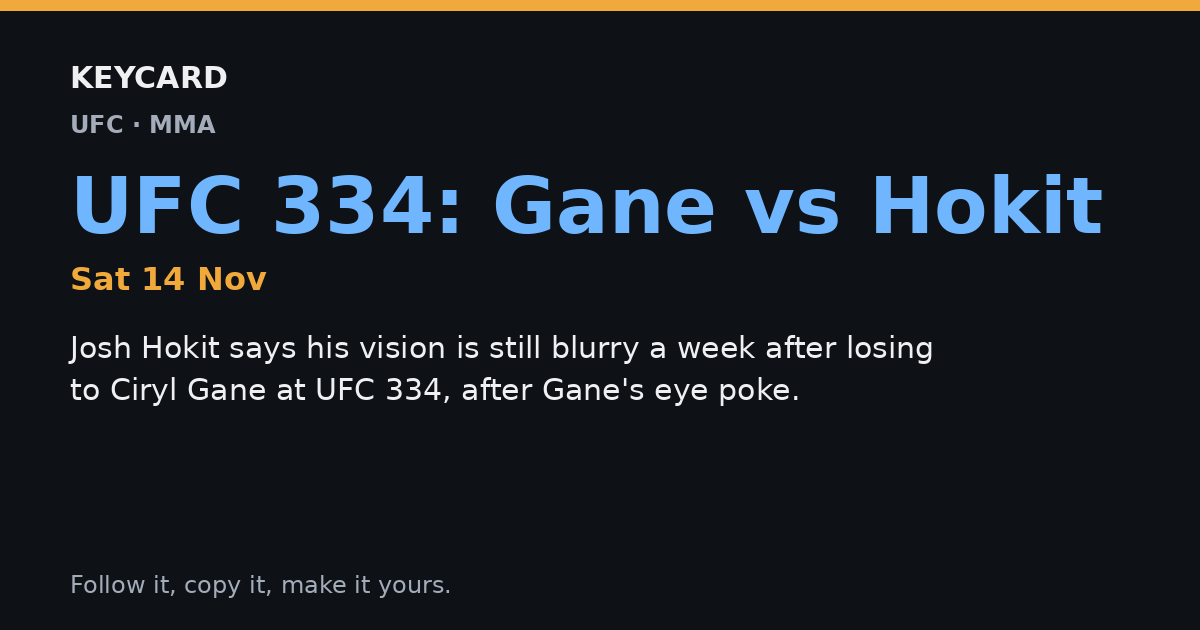 KEYCARD
UFC · MMA
UFC 334: Gane vs Hokit
Sat 14 Nov
Josh Hokit says his vision is still blurry a week after losing
to Ciryl Gane at UFC 334, after Gane's eye poke.
Follow it, copy it, make it yours.